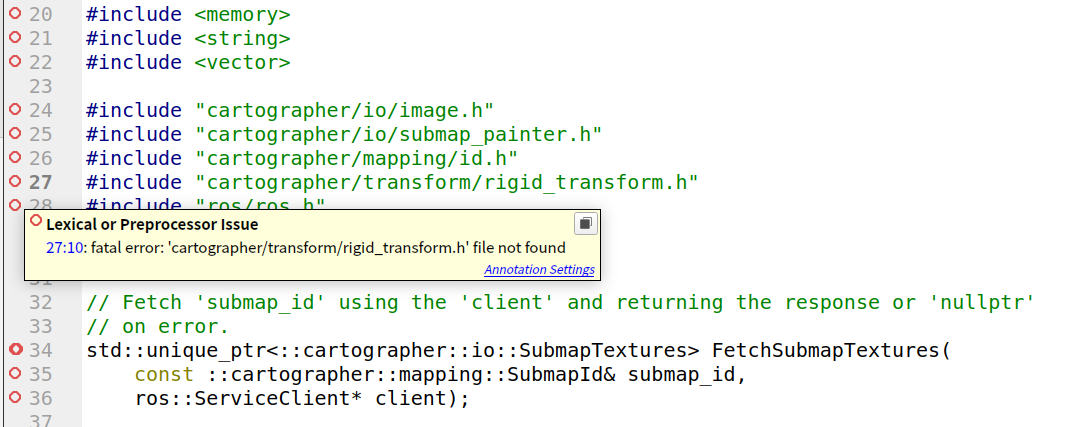 20 #include <memory>
21 #include <string>
22 #include <vector>
23
24 #include "cartographer/io/image.h"
25 #include "cartographer/io/submap_painter.h"
26 #include "cartographer/mapping/id.h"
27 #include "cartographer/transform/rigid_transform.h"
28 #include "ros/ros.h"
Lexical or Preprocessor Issue
27:10: fatal error: 'cartographer/transform/rigid_transform.h' file not found
Annotation Settings
31
32 // Fetch 'submap_id' using the 'client' and returning the response or 'nullptr'
33 // on error.
34 std::unique_ptr<::cartographer::io::SubmapTextures> FetchSubmapTextures(
35     const ::cartographer::mapping::SubmapId& submap_id,
36     ros::ServiceClient* client);
37